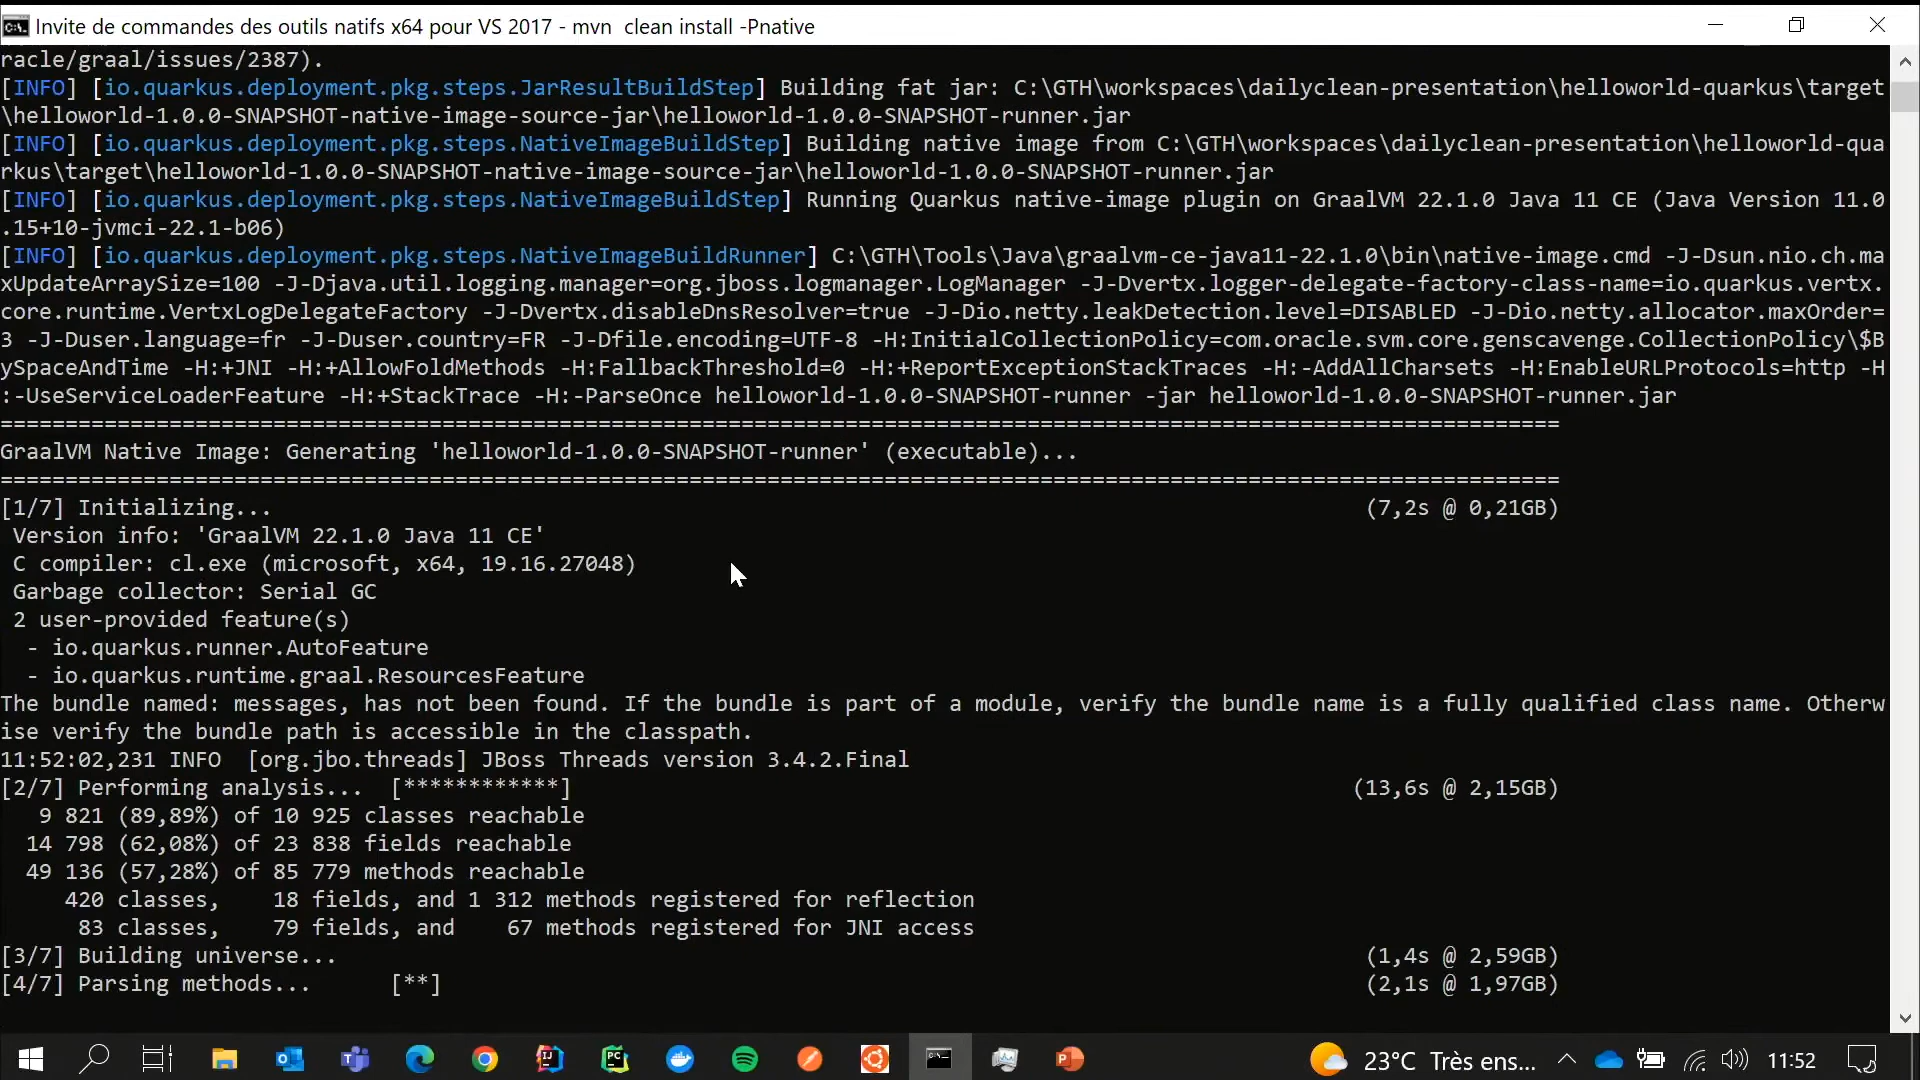 Invite de commandes des outils natifs x64 pour VS 2017 - mvn  clean install -Pnative
racle/graal/issues/2387).
[INFO] [io.quarkus.deployment.pkg.steps.JarResultBuildStep] Building fat jar: C:\GTH\workspaces\dailyclean-presentation\helloworld-quarkus\target
\helloworld-1.0.0-SNAPSHOT-native-image-source-jar\helloworld-1.0.0-SNAPSHOT-runner.jar
[INFO] [io.quarkus.deployment.pkg.steps.NativeImageBuildStep] Building native image from C:\GTH\workspaces\dailyclean-presentation\helloworld-qua
rkus\target\helloworld-1.0.0-SNAPSHOT-native-image-source-jar\helloworld-1.0.0-SNAPSHOT-runner.jar
[INFO] [io.quarkus.deployment.pkg.steps.NativeImageBuildStep] Running Quarkus native-image plugin on GraalVM 22.1.0 Java 11 CE (Java Version 11.0
.15+10-jvmci-22.1-b06)
[INFO] [io.quarkus.deployment.pkg.steps.NativeImageBuildRunner] C:\GTH\Tools\Java\graalvm-ce-java11-22.1.0\bin\native-image.cmd -J-Dsun.nio.ch.ma
xUpdateArraySize=100 -J-Djava.util.logging.manager=org.jboss.logmanager.LogManager -J-Dvertx.logger-delegate-factory-class-name=io.quarkus.vertx.
core.runtime.VertxLogDelegateFactory -J-Dvertx.disableDnsResolver=true -J-Dio.netty.leakDetection.level=DISABLED -J-Dio.netty.allocator.maxOrder=
3 -J-Duser.language=fr -J-Duser.country=FR -J-Dfile.encoding=UTF-8 -H:InitialCollectionPolicy=com.oracle.svm.core.genscavenge.CollectionPolicy\$B
ySpaceAndTime -H:+JNI -H:+AllowFoldMethods -H:FallbackThreshold=0 -H:+ReportExceptionStackTraces -H:-AddAllCharsets -H:EnableURLProtocols=http -H
:-UseServiceLoaderFeature -H:+StackTrace -H:-ParseOnce helloworld-1.0.0-SNAPSHOT-runner -jar helloworld-1.0.0-SNAPSHOT-runner.jar
========================================================================================================================
GraalVM Native Image: Generating 'helloworld-1.0.0-SNAPSHOT-runner' (executable)...
========================================================================================================================
[1/7] Initializing... (7,2s @ 0,21GB)
Version info: 'GraalVM 22.1.0 Java 11 CE'
C compiler: cl.exe (microsoft, x64, 19.16.27048)
Garbage collector: Serial GC
2 user-provided feature(s)
- io.quarkus.runner.AutoFeature
- io.quarkus.runtime.graal.ResourcesFeature
The bundle named: messages, has not been found. If the bundle is part of a module, verify the bundle name is a fully qualified class name. Otherw
ise verify the bundle path is accessible in the classpath.
11:52:02,231 INFO  [org.jbo.threads] JBoss Threads version 3.4.2.Final
[2/7] Performing analysis...  [************] (13,6s @ 2,15GB)
9 821 (89,89%) of 10 925 classes reachable
14 798 (62,08%) of 23 838 fields reachable
49 136 (57,28%) of 85 779 methods reachable
420 classes,    18 fields, and 1 312 methods registered for reflection
83 classes,    79 fields, and    67 methods registered for JNI access
[3/7] Building universe... (1,4s @ 2,59GB)
[4/7] Parsing methods...      [**] (2,1s @ 1,97GB)
23°C Très ens... 11:52